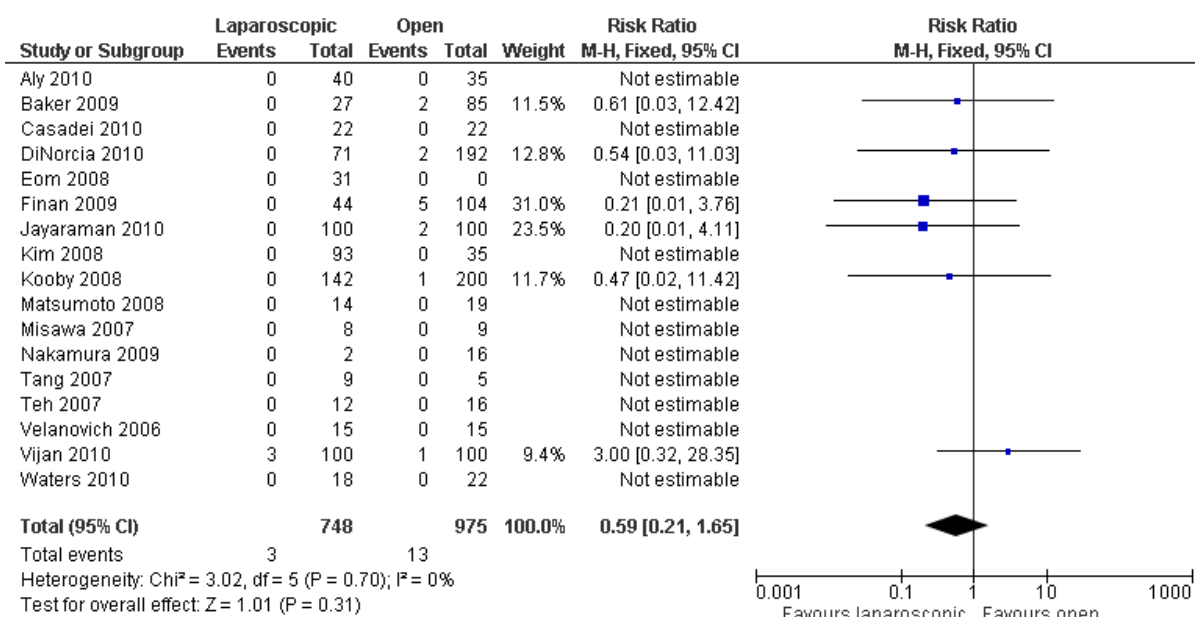 Laparoscopic Open Risk Ratio Risk Ratio
Study or Subgroup Events Total Events Total Weight M-H, Fixed, 95% CI M-H, Fixed, 95% CI
Aly 2010 0 40 0 35 Not estimable
Baker 2009 0 27 2 85 11.5% 0.61 [0.03, 12.42]
Casadei 2010 0 22 0 22 Not estimable
DiNorcia 2010 0 71 2 192 12.8% 0.54 [0.03, 11.03]
Eom 2008 0 31 0 0 Not estimable
Finan 2009 0 44 5 104 31.0% 0.21 [0.01, 3.76]
Jayaraman 2010 0 100 2 100 23.5% 0.20 [0.01, 4.11]
Kim 2008 0 93 0 35 Not estimable
Kooby 2008 0 142 1 200 11.7% 0.47 [0.02, 11.42]
Matsumoto 2008 0 14 0 19 Not estimable
Misawa 2007 0 8 0 9 Not estimable
Nakamura 2009 0 2 0 16 Not estimable
Tang 2007 0 9 0 5 Not estimable
Teh 2007 0 12 0 16 Not estimable
Velanovich 2006 0 15 0 15 Not estimable
Vijan 2010 3 100 1 100 9.4% 3.00 [0.32, 28.35]
Waters 2010 0 18 0 22 Not estimable
Total (95% CI) 748 975 100.0% 0.59 [0.21, 1.65]
Total events 3 13
Heterogeneity: Chi² = 3.02, df = 5 (P = 0.70); I² = 0%
Test for overall effect: Z = 1.01 (P = 0.31)
0.001 0.1 1 10 1000
Favours laparoscopic Favours open